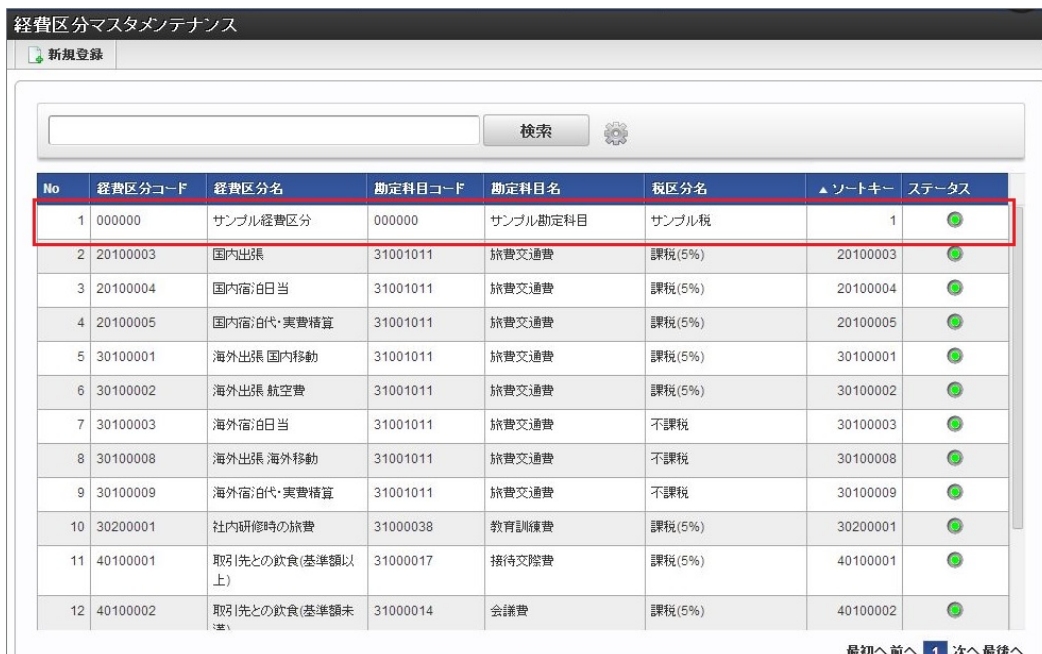 経費区分マスタメンテナンス
新規登録
検索
No 経費区分コード 経費区分名 勘定科目コード 勘定科目名 税区分名 ▲ ソートキー ステータス
1 000000 サンプル経費区分 000000 サンプル勘定科目 サンプル税 1
2 20100003 国内出張 31001011 旅費交通費 課税(5%) 20100003
3 20100004 国内宿泊日当 31001011 旅費交通費 課税(5%) 20100004
4 20100005 国内宿泊代・実費精算 31001011 旅費交通費 課税(5%) 20100005
5 30100001 海外出張 国内移動 31001011 旅費交通費 課税(5%) 30100001
6 30100002 海外出張 航空費 31001011 旅費交通費 課税(5%) 30100002
7 30100003 海外宿泊日当 31001011 旅費交通費 不課税 30100003
8 30100008 海外出張 海外移動 31001011 旅費交通費 不課税 30100008
9 30100009 海外宿泊代・実費精算 31001011 旅費交通費 不課税 30100009
10 30200001 社内研修時の旅費 31000038 教育訓練費 課税(5%) 30200001
11 40100001 取引先との飲食(基準額以 31000017 接待交際費 課税(5%) 40100001
上)
12 40100002 取引先との飲食(基準額未 31000014 会議費 課税(5%) 40100002
満)
最初へ 前へ 1 次へ 最後へ